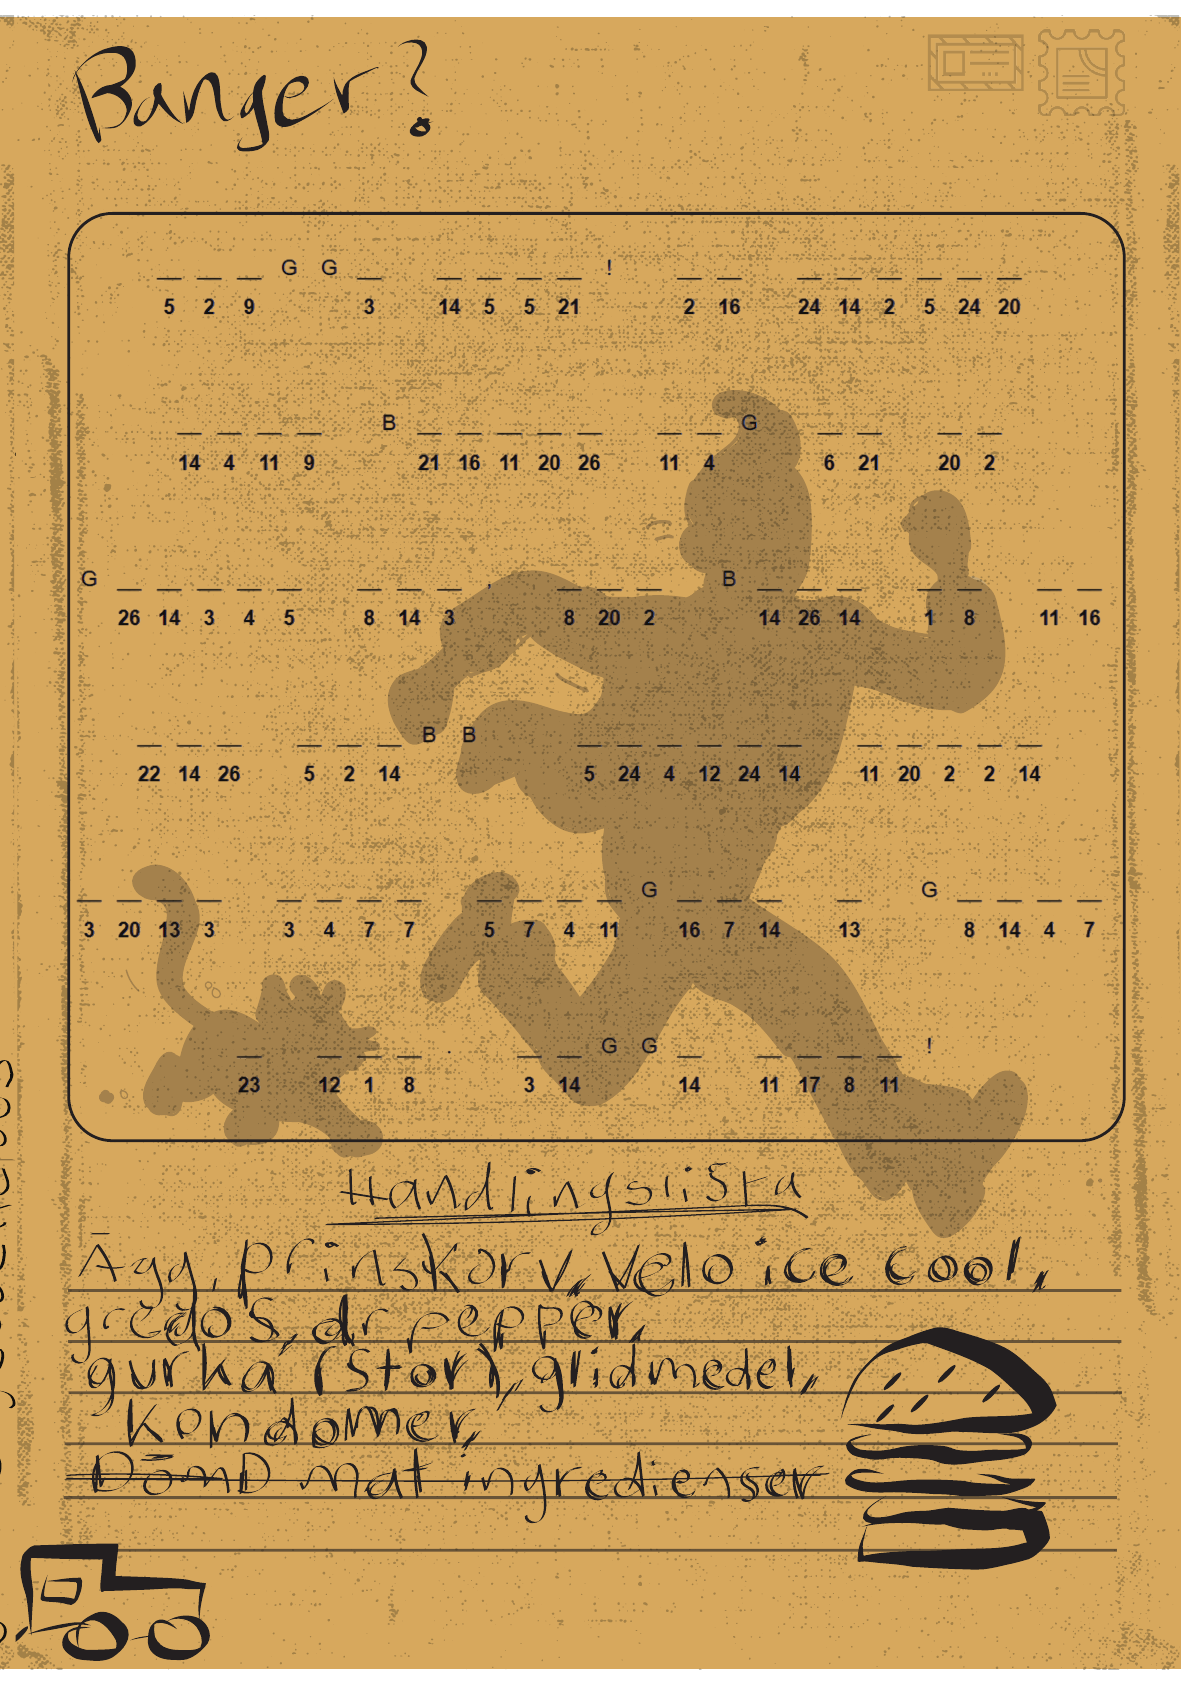 Banger?
G G !
5 2 9 3 14 5 5 21 2 16 24 14 2 5 24 20
B G
14 4 11 9 21 16 11 20 26 11 4 6 21 20 2
G , B
26 14 3 4 5 8 14 3 8 20 2 14 26 14 1 8 11 16
B B
22 14 26 5 2 14 5 24 4 12 24 14 11 20 2 2 14
G G
3 20 13 3 3 4 7 7 5 7 4 11 16 7 14 13 8 14 4 7
. G G !
23 12 1 8 3 14 14 11 17 8 11
Handlingslista
Ägg, prinskorv, velo ice cool,
grädos, dr pepper,
gurka (stor), glidmedel,
kondomer,
DömD mat ingredienser